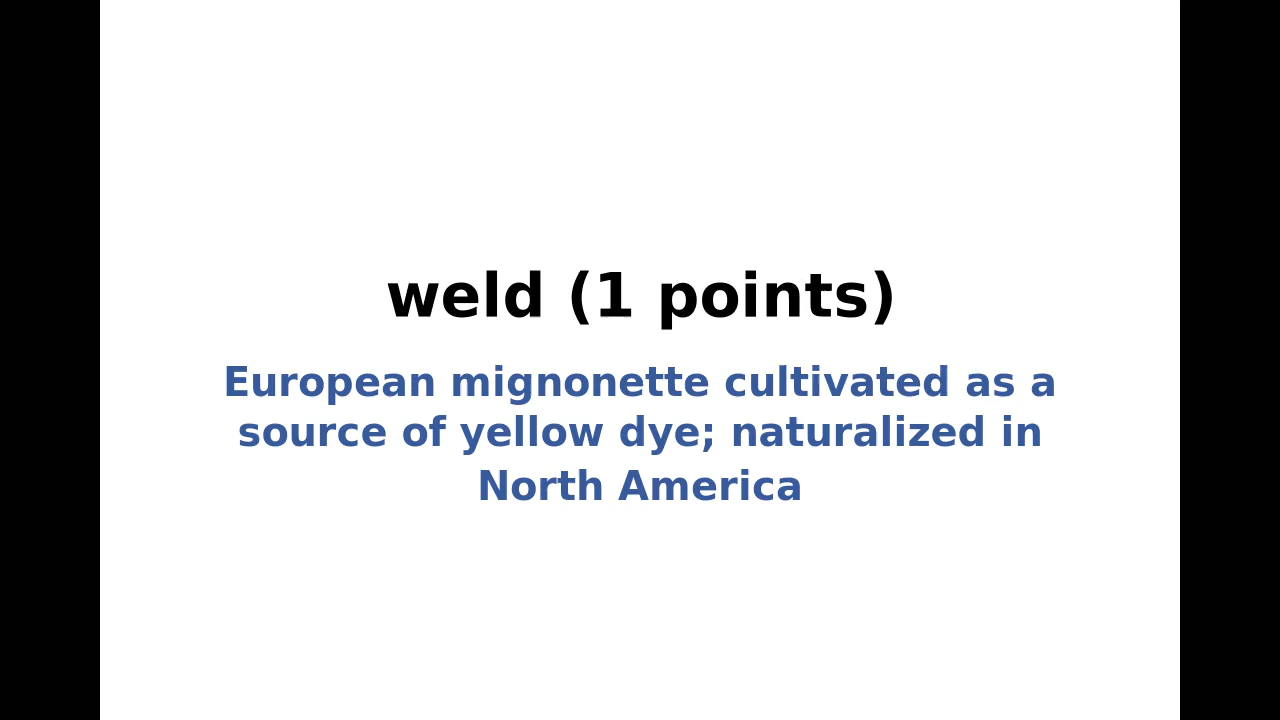 weld (1 points)
European mignonette cultivated as a
source of yellow dye; naturalized in
North America